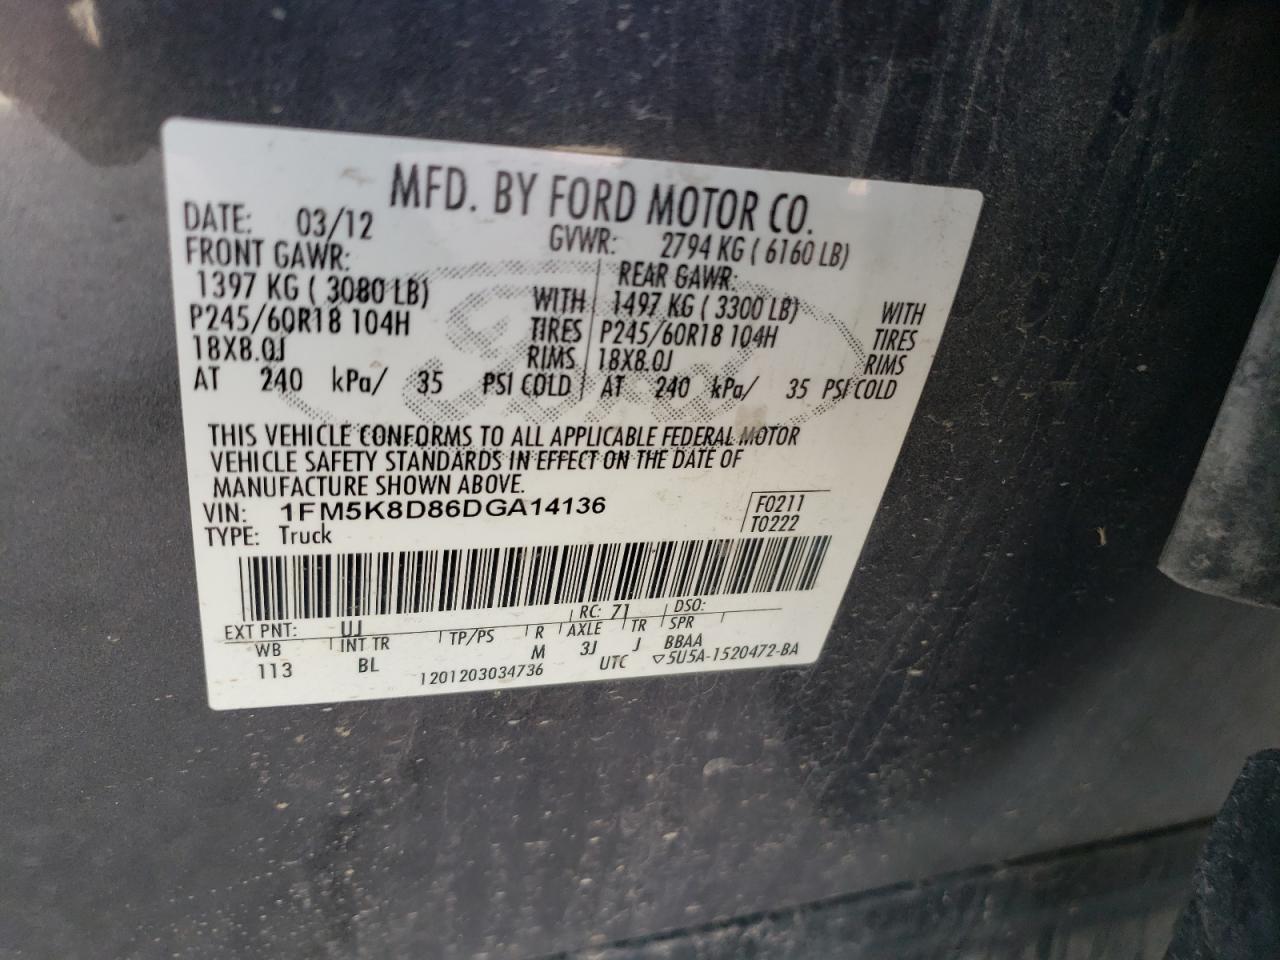 MFD. BY FORD MOTOR CO.
DATE: 03/12 GVWR: 2794 KG ( 6160 LB)
FRONT GAWR: REAR GAWR:
1397 KG ( 3080 LB) WITH 1497 KG ( 3300 LB) WITH
P245/60R18 104H TIRES P245/60R18 104H TIRES
18X8.0J RIMS 18X8.0J RIMS
AT 240 kPa/ 35 PSI COLD AT 240 kPa/ 35 PSI COLD
Ford
THIS VEHICLE CONFORMS TO ALL APPLICABLE FEDERAL MOTOR
VEHICLE SAFETY STANDARDS IN EFFECT ON THE DATE OF
MANUFACTURE SHOWN ABOVE.
VIN: 1FM5K8D86DGA14136 F0211
TYPE: Truck T0222
EXT PNT: UJ RC: 71 DSO:
WB INT TR TP/PS R AXLE TR SPR
113 BL M 3J J BBAA
1201203034736 UTC ▽5U5A-1520472-BA